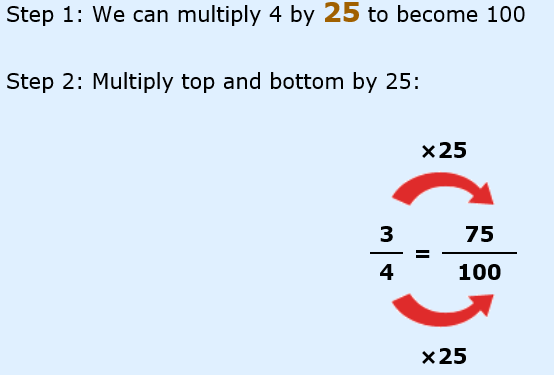 Step 1: We can multiply 4 by 25 to become 100
Step 2: Multiply top and bottom by 25:
×25
3 = 75
4 100
×25